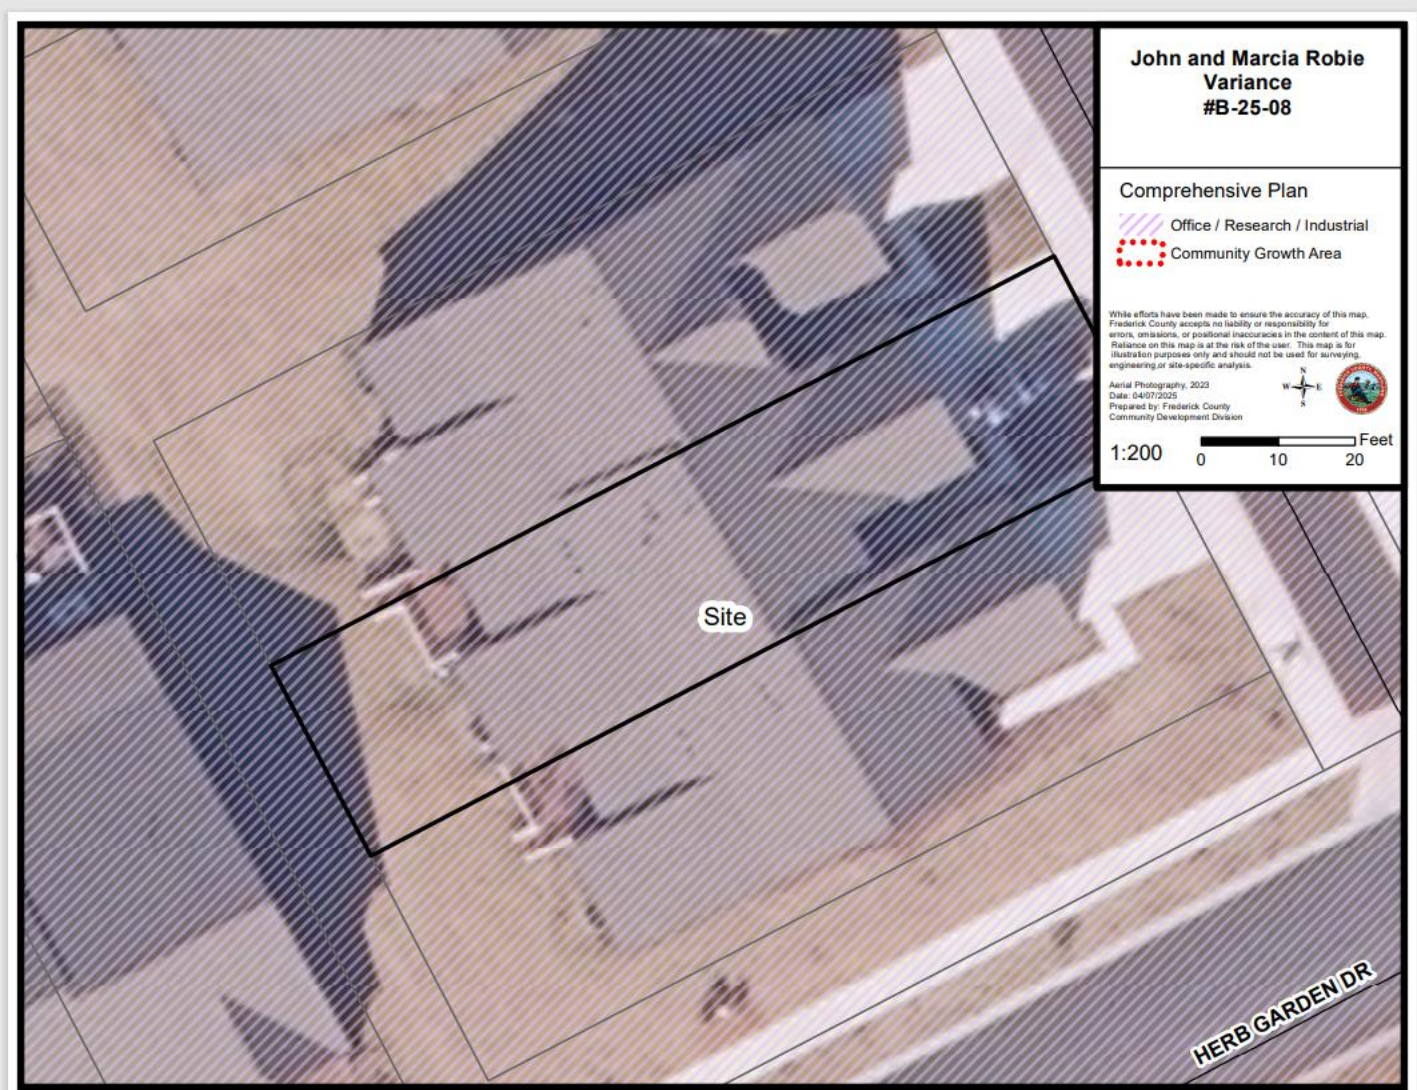 John and Marcia Robie
Variance
#B-25-08
Comprehensive Plan
Office / Research / Industrial
Community Growth Area
While efforts have been made to ensure the accuracy of this map,
Frederick County accepts no liability or responsibility for
errors, omissions, or positional inaccuracies in the content of this map.
Reliance on this map is at the risk of the user. This map is for
illustration purposes only and should not be used for surveying,
engineering,or site-specific analysis.
Aerial Photography, 2023
Date: 04/07/2025
Prepared by: Frederick County
Community Development Division
N
W E
S
1:200
Feet
0 10 20
Site
HERB GARDEN DR